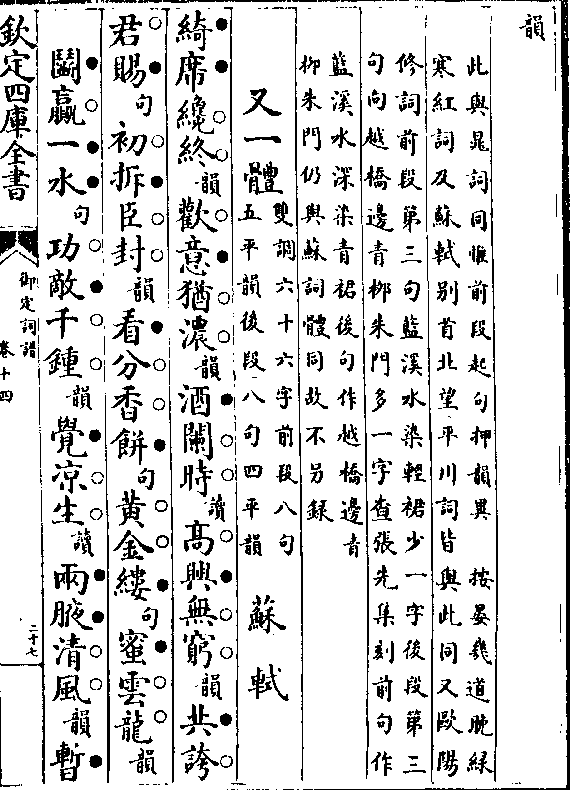 韻
此與晁詞同惟前段起句押韻異　按晏幾道晚綠
寒紅詞及蘇軾別首北望平川詞皆與此同又歐陽
修詞前段第三句藍溪水染輕裙少一字後段第三
句向越橋邊青柳朱門多一字查張先集刻前句作
藍溪水深染青裙後句作越橋邊青
柳朱門仍與蘇詞體同故不另録
又一體
雙調六十六字前段八句
五平韻後段八句四平韻
蘇軾
綺席纔終韻歡意猶濃韻酒闌時讀髙興無窮韻共誇
君賜句初拆臣封韻看分香餅句黃金縷句蜜雲龍韻
鬭贏一水句功敵千鍾韻覺凉生讀兩腋清風韻暫
欽定四庫全書
御定詞譜
卷十四
二十七